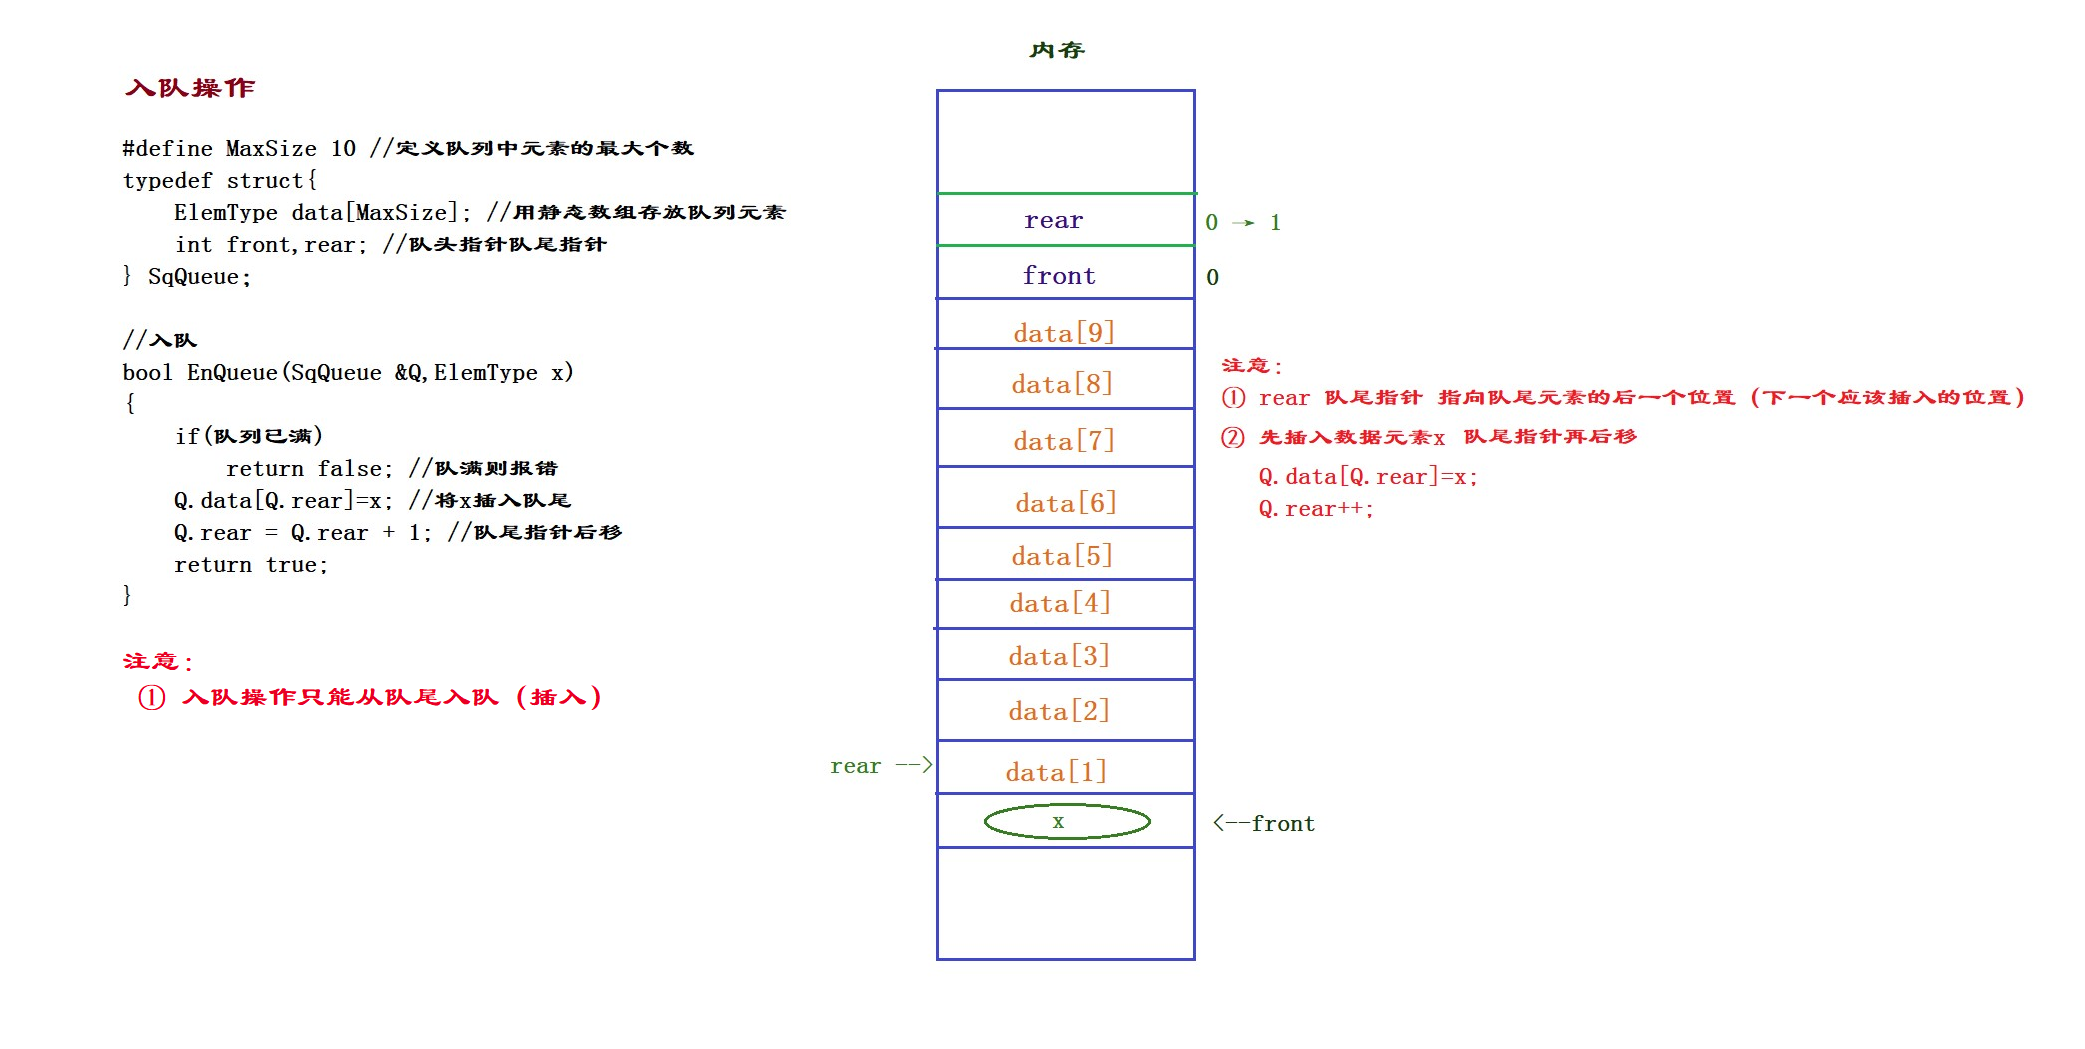 入队操作
#define MaxSize 10 //定义队列中元素的最大个数
typedef struct{
    ElemType data[MaxSize]; //用静态数组存放队列元素
    int front,rear; //队头指针队尾指针
} SqQueue;
//入队
bool EnQueue(SqQueue &Q,ElemType x)
{
    if(队列已满)
        return false; //队满则报错
    Q.data[Q.rear]=x; //将x插入队尾
    Q.rear = Q.rear + 1; //队尾指针后移
    return true;
}
注意:
① 入队操作只能从队尾入队 (插入)
内存
rear 0 → 1
front 0
data[9]
data[8]
data[7]
data[6]
data[5]
data[4]
data[3]
data[2]
rear --> data[1]
x <--front
注意:
① rear 队尾指针 指向队尾元素的后一个位置 (下一个应该插入的位置)
② 先插入数据元素x 队尾指针再后移
Q.data[Q.rear]=x;
Q.rear++;